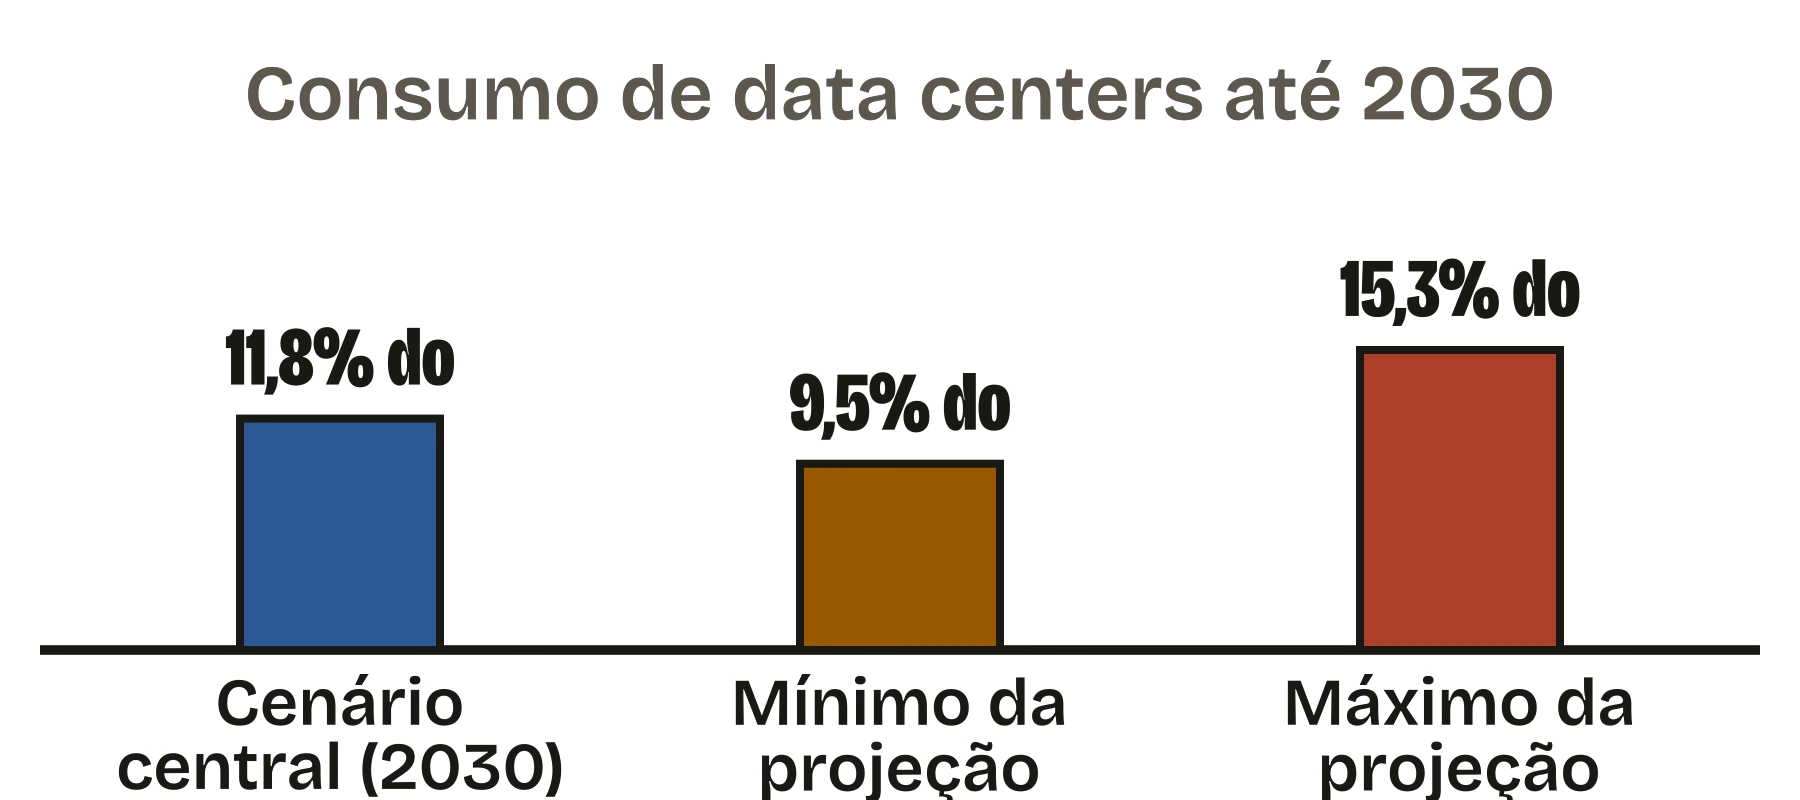 Consumo de data centers até 2030
11,8% do
9,5% do
15,3% do
Cenário
central (2030)
Mínimo da
projeção
Máximo da
projeção